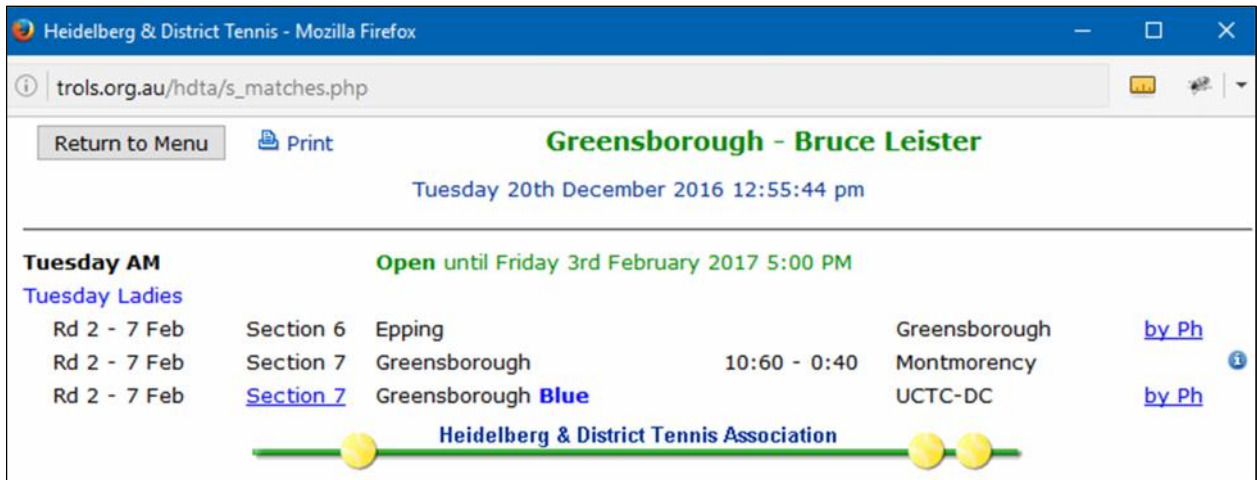 Heidelberg & District Tennis - Mozilla Firefox
trols.org.au/hdta/s_matches.php
Return to Menu Print Greensborough - Bruce Leister
Tuesday 20th December 2016 12:55:44 pm
Tuesday AM Open until Friday 3rd February 2017 5:00 PM
Tuesday Ladies
Rd 2 - 7 Feb Section 6 Epping Greensborough by Ph
Rd 2 - 7 Feb Section 7 Greensborough 10:60 - 0:40 Montmorency
Rd 2 - 7 Feb Section 7 Greensborough Blue UCTC-DC by Ph
Heidelberg & District Tennis Association